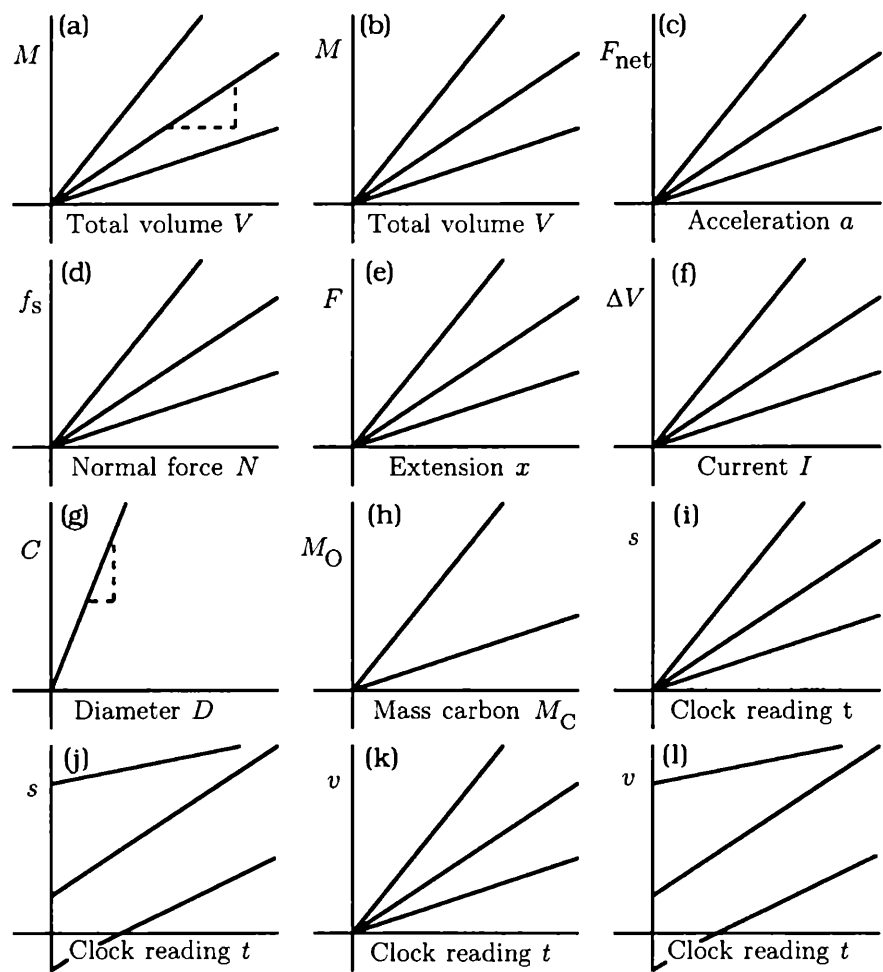 (a)
M
Total volume V
(b)
M
Total volume V
(c)
F_net
Acceleration a
(d)
f_s
Normal force N
(e)
F
Extension x
(f)
ΔV
Current I
(g)
C
Diameter D
(h)
M_O
Mass carbon M_C
(i)
s
Clock reading t
(j)
s
Clock reading t
(k)
v
Clock reading t
(l)
v
Clock reading t